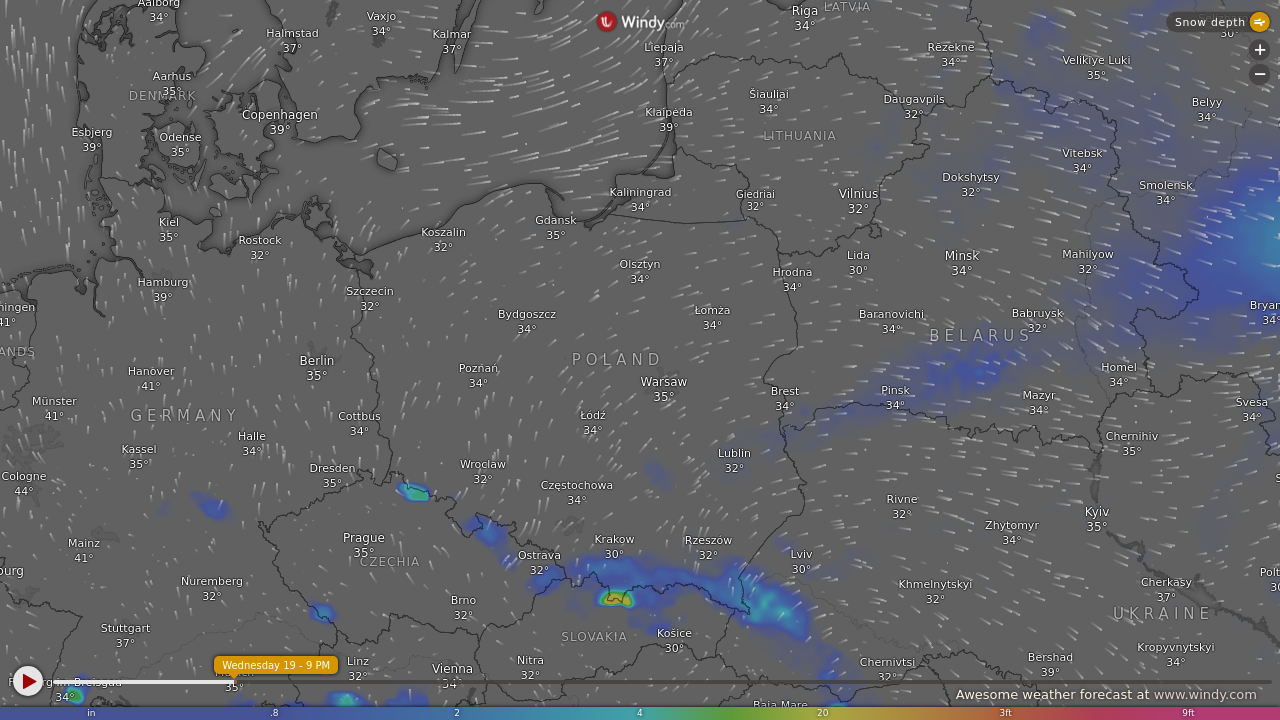 Aalborg
34°
Vaxjo
34°
Halmstad
37°
Kalmar
37°
Windy.com
Riga
34°
LATVIA
Snow depth
30°
Liepaja
37°
Rezekne
34°
Velikiye Luki
35°
+
−
Aarhus
35°
DENMARK
Copenhagen
39°
Esbjerg
39°
Odense
35°
Šiauliai
34°
Klaipėda
39°
Daugavpils
32°
Belyy
34°
LITHUANIA
Vitebsk
34°
Kaliningrad
34°
Giedriai
32°
Vilnius
32°
Dokshytsy
32°
Smolensk
34°
Kiel
35°
Rostock
32°
Koszalin
32°
Gdansk
35°
Olsztyn
34°
Hrodna
34°
Lida
30°
Minsk
34°
Mahilyow
32°
Hamburg
39°
Szczecin
32°
ningen
41°
Bydgoszcz
34°
Łomża
34°
Baranovichi
34°
Babruysk
32°
Bryan
34°
BELARUS
ANDS
Hanover
41°
Berlin
35°
Poznań
34°
POLAND
Warsaw
35°
Brest
34°
Pinsk
34°
Homel
34°
Mazyr
34°
Münster
41°
GERMANY
Cottbus
34°
Łódź
34°
Svesa
34°
Kassel
35°
Halle
34°
Dresden
35°
Wroclaw
32°
Lublin
32°
Chernihiv
35°
Cologne
44°
Częstochowa
34°
Rivne
32°
Zhytomyr
34°
Kyiv
35°
S
Mainz
41°
Prague
35°
CZECHIA
Ostrava
32°
Krakow
30°
Rzeszów
32°
Lviv
30°
Khmelnytskyi
32°
Cherkasy
37°
Polt
30
burg
Nuremberg
32°
Brno
32°
UKRAINE
Stuttgart
37°
SLOVAKIA
Košice
30°
Kropyvnytskyi
34°
Wednesday 19 - 9 PM
Linz
32°
Vienna
34°
Nitra
32°
Chernivtsi
32°
Bershad
39°
34°
35°
Baia Mare
Awesome weather forecast at www.windy.com
in
.8
2
4
20
3ft
9ft